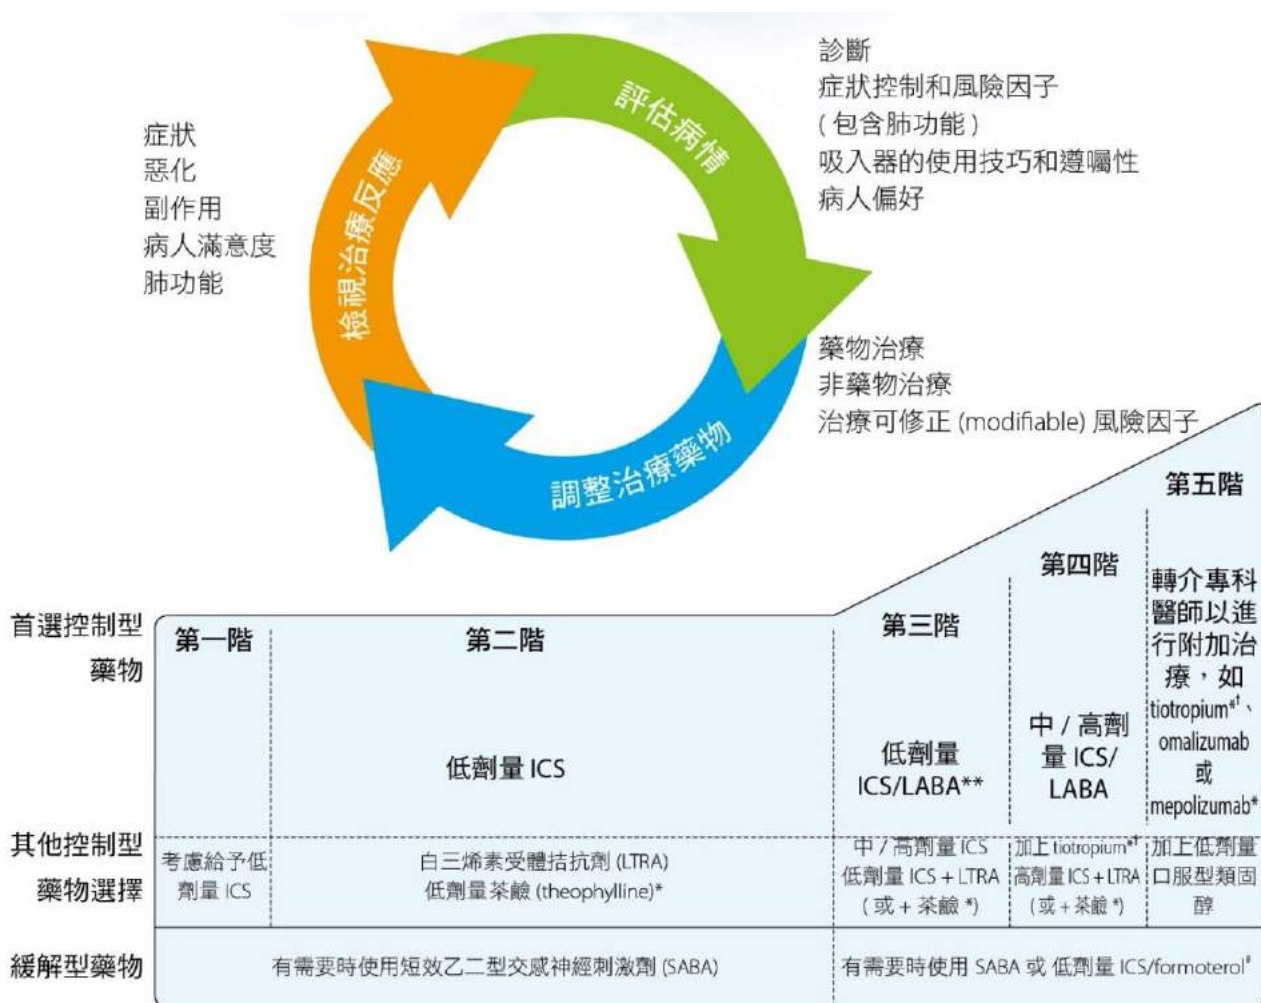 評估病情
診斷
症狀控制和風險因子
( 包含肺功能 )
吸入器的使用技巧和遵囑性
病人偏好
調整治療藥物
藥物治療
非藥物治療
治療可修正 (modifiable) 風險因子
檢視治療反應
症狀
惡化
副作用
病人滿意度
肺功能
首選控制型
藥物
第一階
第二階
低劑量 ICS
第三階
低劑量
ICS/LABA**
第四階
中 / 高劑
量 ICS/
LABA
第五階
轉介專科
醫師以進
行附加治
療，如
tiotropium*†、
omalizumab
或
mepolizumab*
其他控制型
藥物選擇
考慮給予低
劑量 ICS
白三烯素受體拮抗劑 (LTRA)
低劑量茶鹼 (theophylline)*
中 / 高劑量 ICS
低劑量 ICS + LTRA
( 或 + 茶鹼 *)
加上 tiotropium*†
高劑量 ICS + LTRA
( 或 + 茶鹼 *)
加上低劑量
口服型類固
醇
緩解型藥物
有需要時使用短效乙二型交感神經刺激劑 (SABA)
有需要時使用 SABA 或 低劑量 ICS/formoterol#